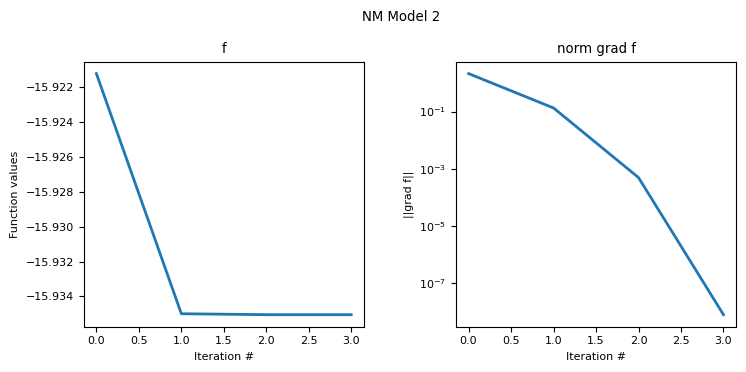 NM Model 2
f
−15.922
−15.924
−15.926
−15.928
−15.930
−15.932
−15.934
Function values
0.0 0.5 1.0 1.5 2.0 2.5 3.0
Iteration #
norm grad f
10⁻¹
10⁻³
10⁻⁵
10⁻⁷
||grad f||
0.0 0.5 1.0 1.5 2.0 2.5 3.0
Iteration #